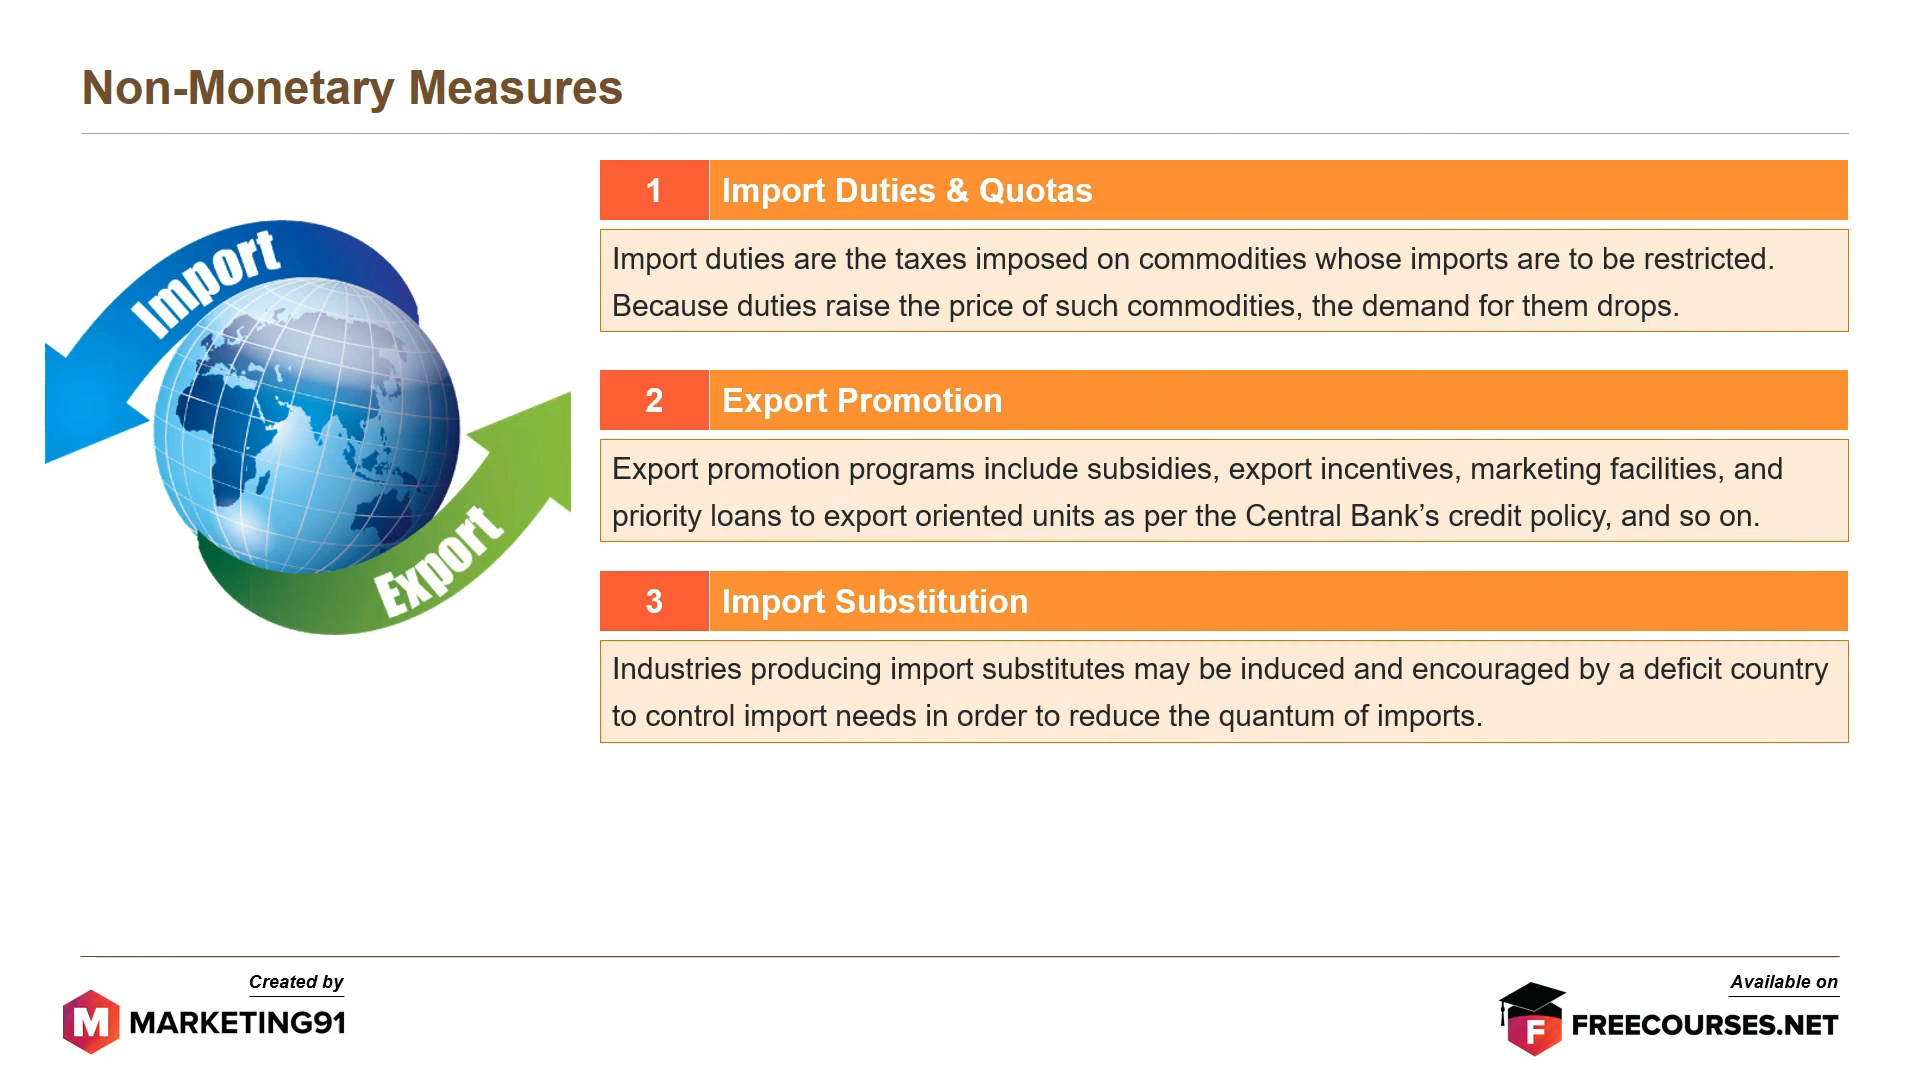 Non-Monetary Measures
Import
Export
1 Import Duties & Quotas
Import duties are the taxes imposed on commodities whose imports are to be restricted.
Because duties raise the price of such commodities, the demand for them drops.
2 Export Promotion
Export promotion programs include subsidies, export incentives, marketing facilities, and
priority loans to export oriented units as per the Central Bank’s credit policy, and so on.
3 Import Substitution
Industries producing import substitutes may be induced and encouraged by a deficit country
to control import needs in order to reduce the quantum of imports.
Created by
M MARKETING91
Available on
F FREECOURSES.NET